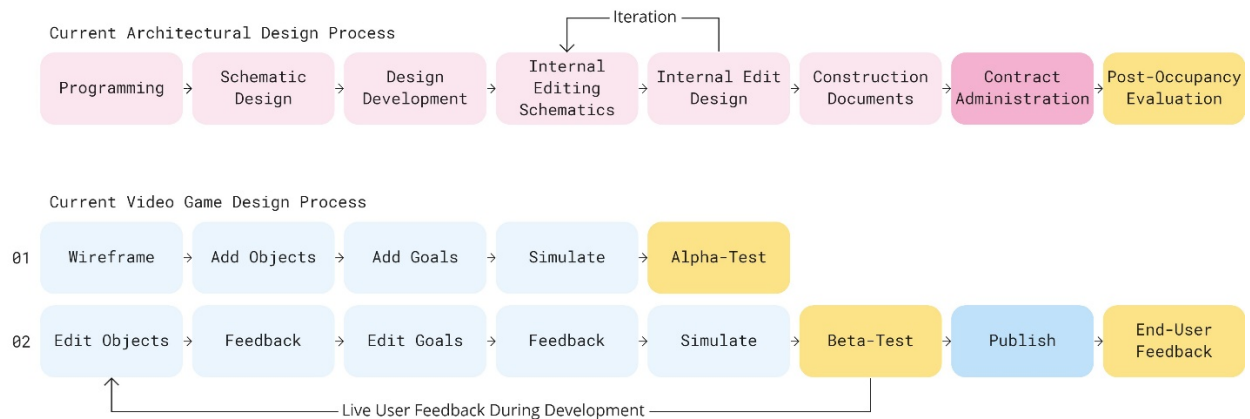 Iteration
Current Architectural Design Process
Programming
Schematic
Design
Design
Development
Internal
Editing
Schematics
Internal Edit
Design
Construction
Documents
Contract
Administration
Post-Occupancy
Evaluation
Current Video Game Design Process
01
Wireframe
Add Objects
Add Goals
Simulate
Alpha-Test
02
Edit Objects
Feedback
Edit Goals
Feedback
Simulate
Beta-Test
Publish
End-User
Feedback
Live User Feedback During Development